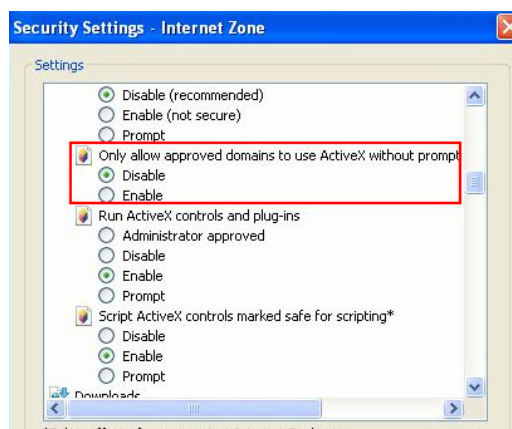 Security Settings - Internet Zone
Settings
Disable (recommended)
Enable (not secure)
Prompt
Only allow approved domains to use ActiveX without prompt
Disable
Enable
Run ActiveX controls and plug-ins
Administrator approved
Disable
Enable
Prompt
Script ActiveX controls marked safe for scripting*
Disable
Enable
Prompt
Downloads